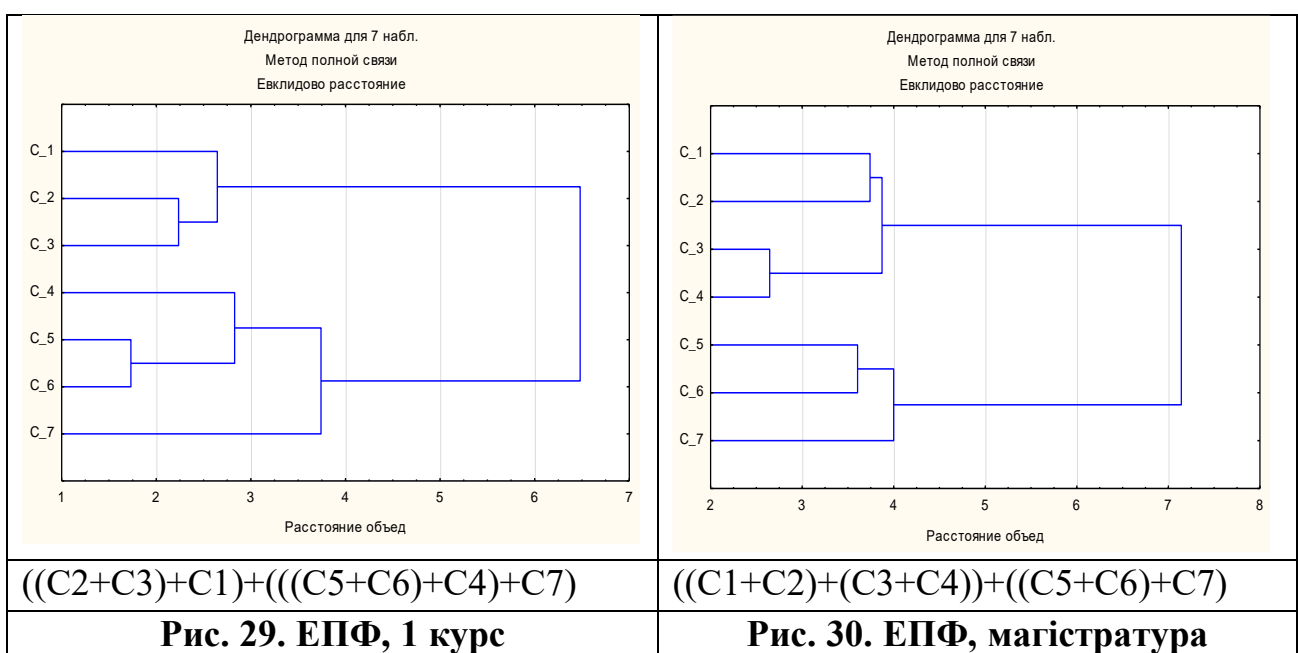 Дендрограмма для 7 набл.
Метод полной связи
Евклидово расстояние
C_1
C_2
C_3
C_4
C_5
C_6
C_7
1 2 3 4 5 6 7
Расстояние объед
((C2+C3)+C1)+(((C5+C6)+C4)+C7)
Рис. 29. ЕПФ, 1 курс
Дендрограмма для 7 набл.
Метод полной связи
Евклидово расстояние
C_1
C_2
C_3
C_4
C_5
C_6
C_7
2 3 4 5 6 7 8
Расстояние объед
((C1+C2)+(C3+C4))+((C5+C6)+C7)
Рис. 30. ЕПФ, магістратура